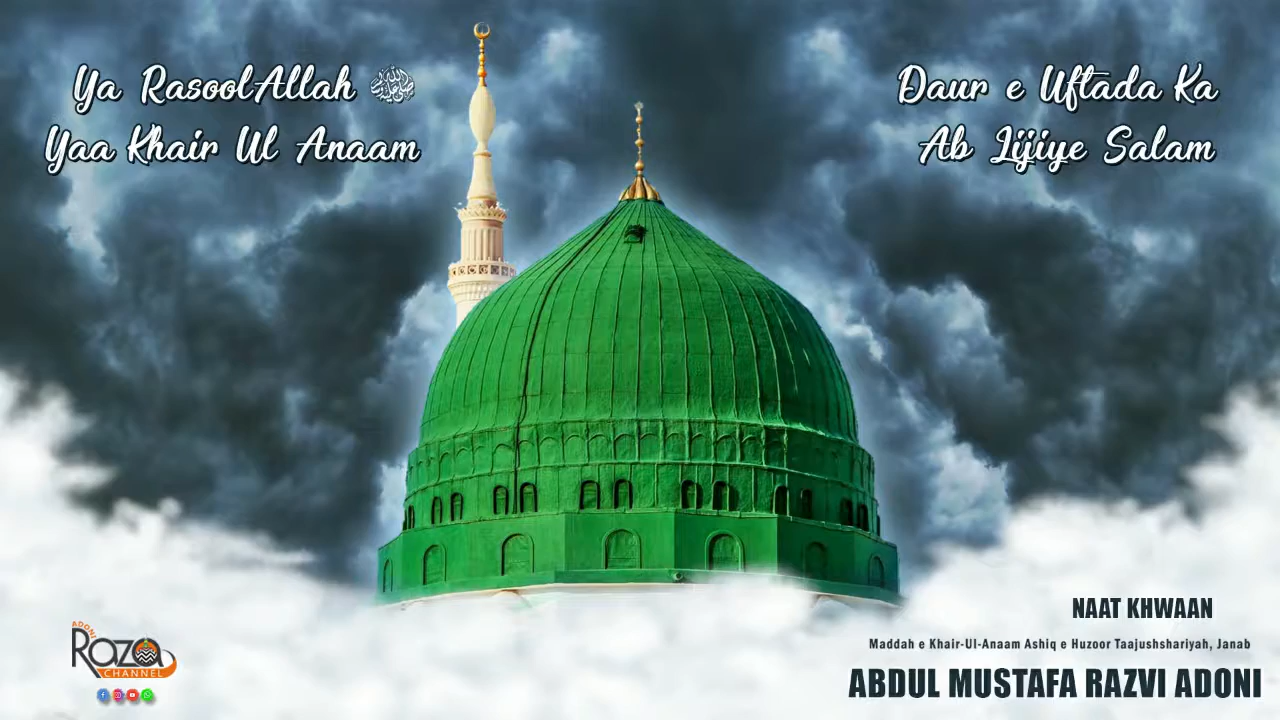 Ya RasoolAllah ﷺ
Yaa Khair Ul Anaam
Daur e Uftada Ka
Ab Lijiye Salam
ADONI
Raza
CHANNEL
NAAT KHWAAN
Maddah e Khair-Ul-Anaam Ashiq e Huzoor Taajushshariyah, Janab
ABDUL MUSTAFA RAZVI ADONI